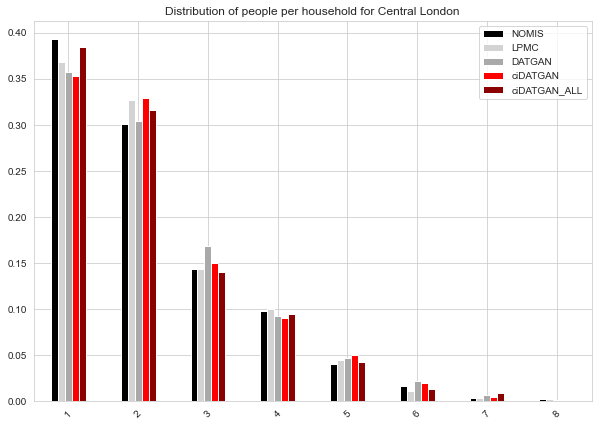 Distribution of people per household for Central London
0.40
0.35
0.30
0.25
0.20
0.15
0.10
0.05
0.00
NOMIS
LPMC
DATGAN
ciDATGAN
ciDATGAN_ALL
1 2 3 4 5 6 7 8